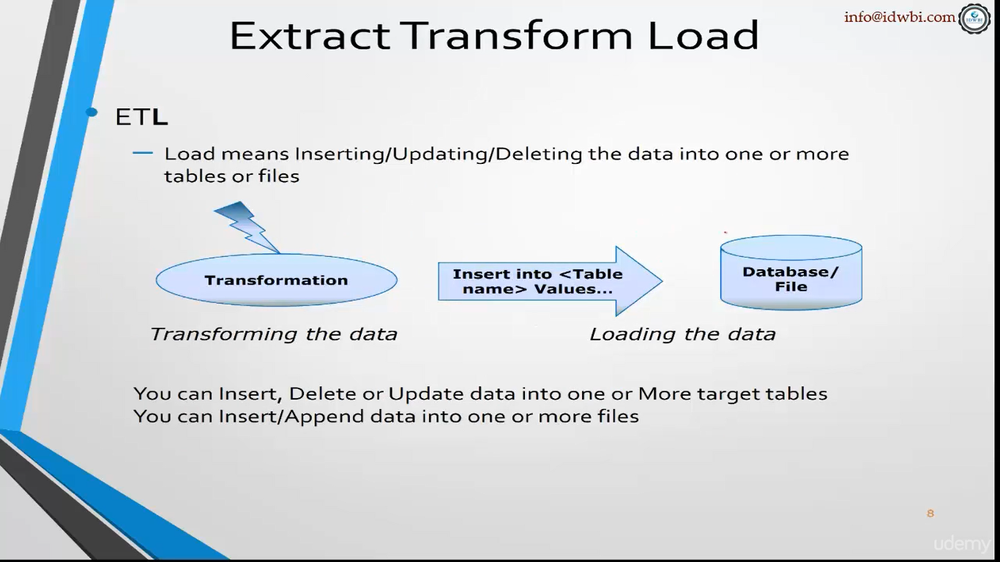 info@idwbi.com
IDWBI
Extract Transform Load
ETL
Load means Inserting/Updating/Deleting the data into one or more
tables or files
Transformation
Insert into <Table
name> Values...
Database/
File
Transforming the data
Loading the data
You can Insert, Delete or Update data into one or More target tables
You can Insert/Append data into one or more files
8
udemy